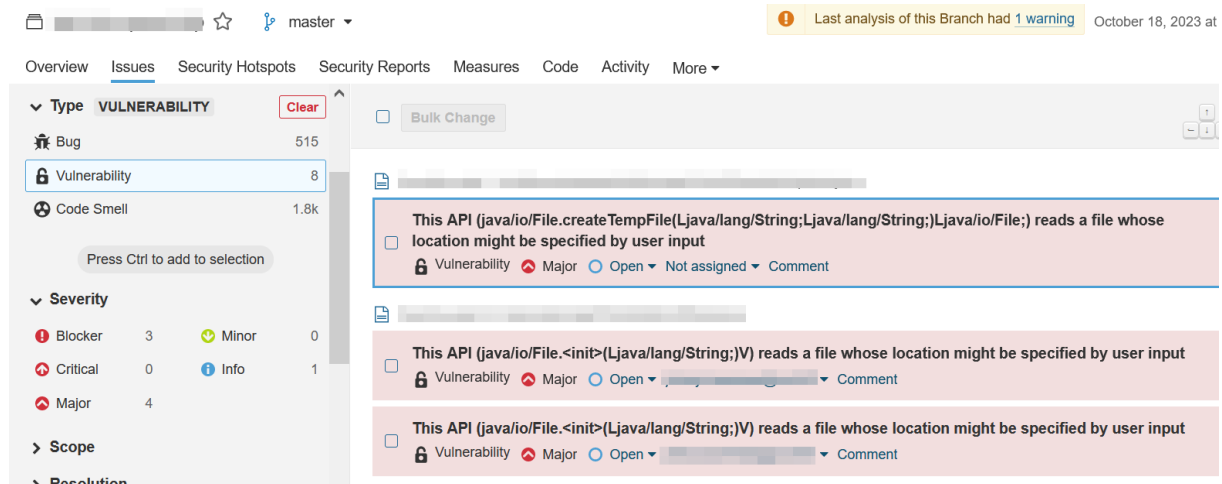 master
Last analysis of this Branch had 1 warning
October 18, 2023 at
Overview Issues Security Hotspots Security Reports Measures Code Activity More
Type VULNERABILITY Clear
Bug 515
Vulnerability 8
Code Smell 1.8k
Press Ctrl to add to selection
Severity
Blocker 3 Minor 0
Critical 0 Info 1
Major 4
Scope
Resolution
Bulk Change
This API (java/io/File.createTempFile(Ljava/lang/String;Ljava/lang/String;)Ljava/io/File;) reads a file whose
location might be specified by user input
Vulnerability Major Open Not assigned Comment
This API (java/io/File.<init>(Ljava/lang/String;)V) reads a file whose location might be specified by user input
Vulnerability Major Open Comment
This API (java/io/File.<init>(Ljava/lang/String;)V) reads a file whose location might be specified by user input
Vulnerability Major Open Comment